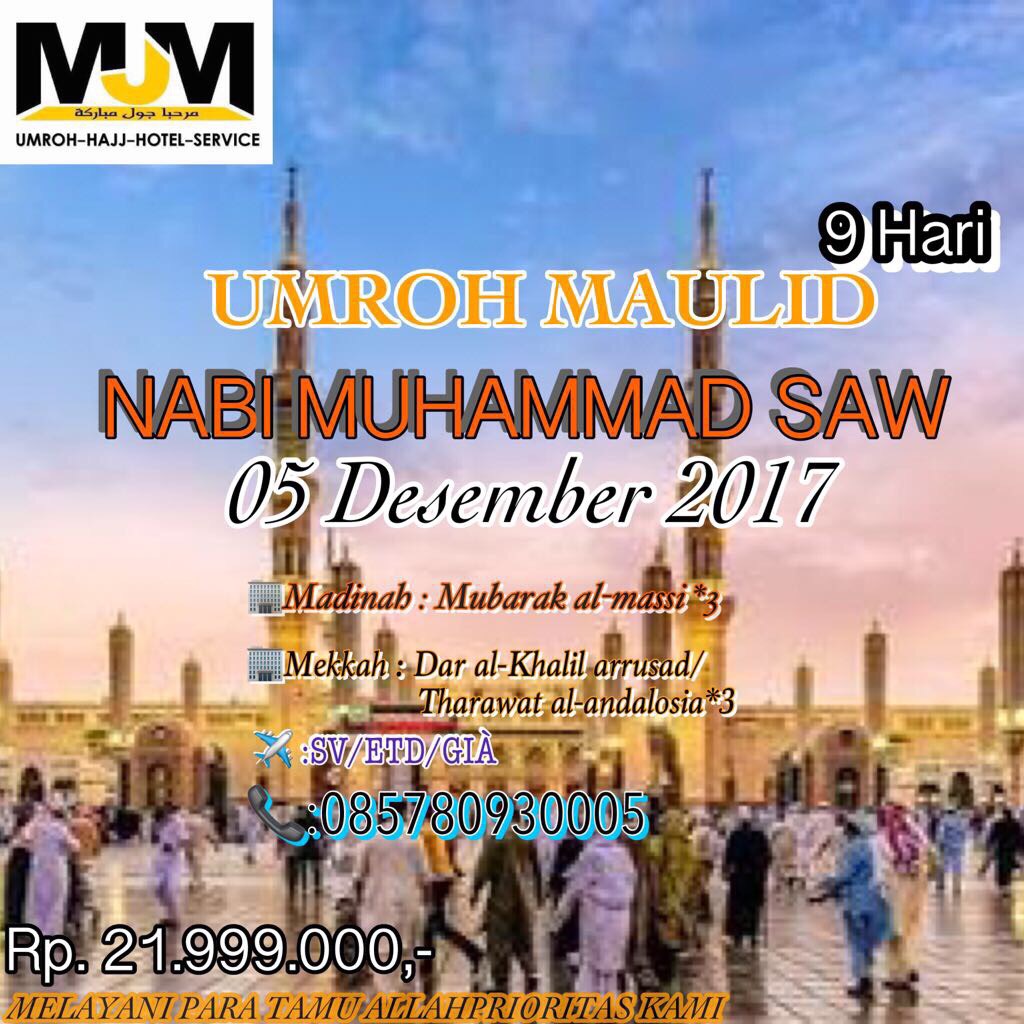 MUM
مرحبا جول مباركة
UMROH-HAJJ-HOTEL-SERVICE
9 Hari
UMROH MAULID
NABI MUHAMMAD SAW
05 Desember 2017
🏢Madinah : Mubarak al-massi*3
🏢Mekkah : Dar al-Khalil arrusad/
Tharawat al-andalosia*3
✈️:SV/ETD/GIÀ
📞:085780930005
Rp. 21.999.000,-
MELAYANI PARA TAMU ALLAHPRIORITAS KAMI